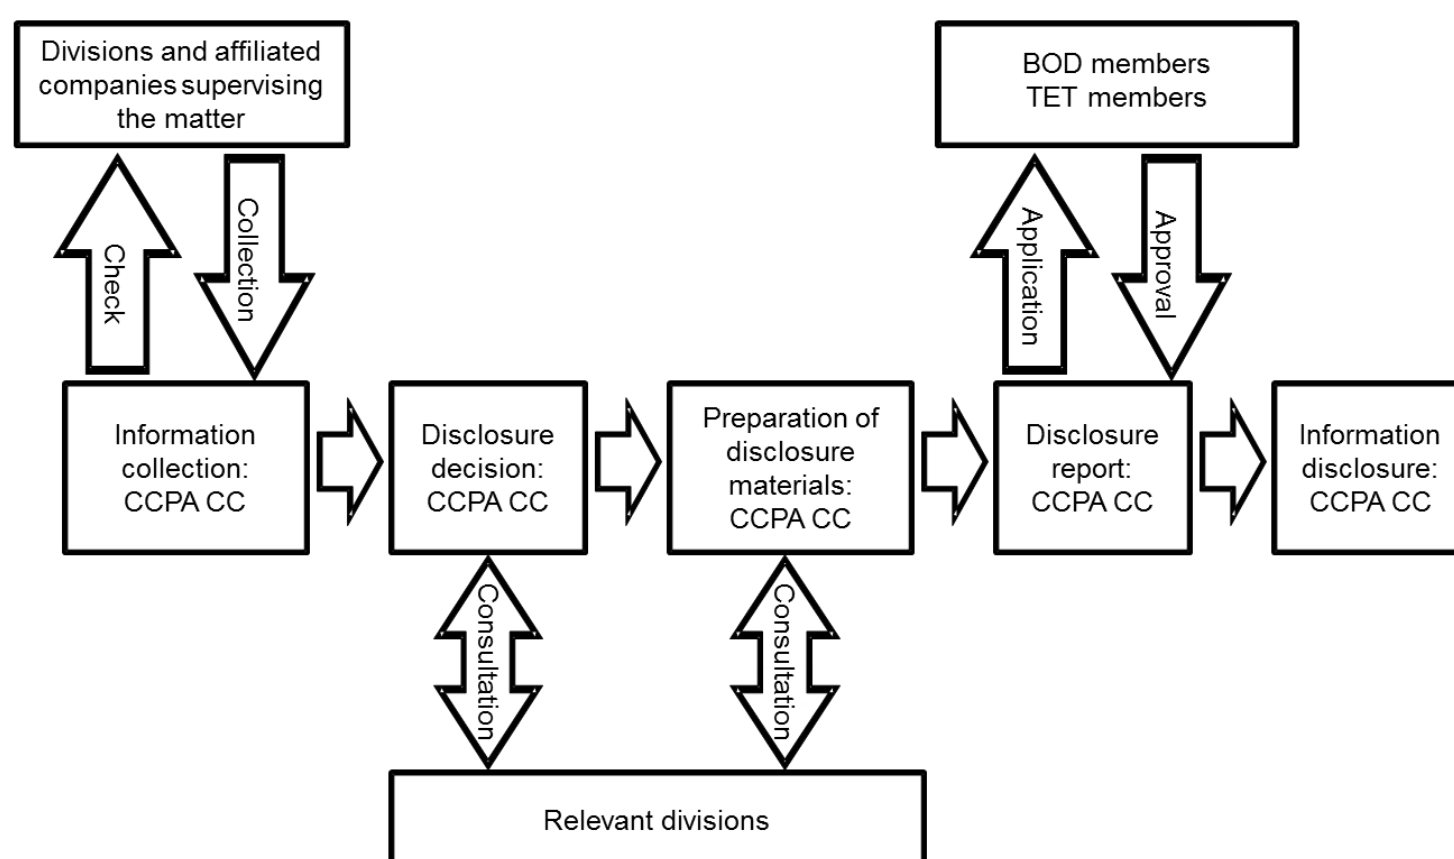 Divisions and affiliated
companies supervising
the matter
BOD members
TET members
Check
Collection
Application
Approval
Information
collection:
CCPA CC
Disclosure
decision:
CCPA CC
Preparation of
disclosure
materials:
CCPA CC
Disclosure
report:
CCPA CC
Information
disclosure:
CCPA CC
Consultation
Consultation
Relevant divisions